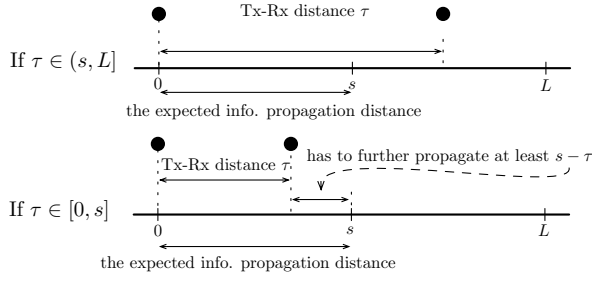 Tx-Rx distance τ
If τ ∈ (s, L]
0 s L
the expected info. propagation distance
has to further propagate at least s − τ
Tx-Rx distance τ
If τ ∈ [0, s]
0 s L
the expected info. propagation distance